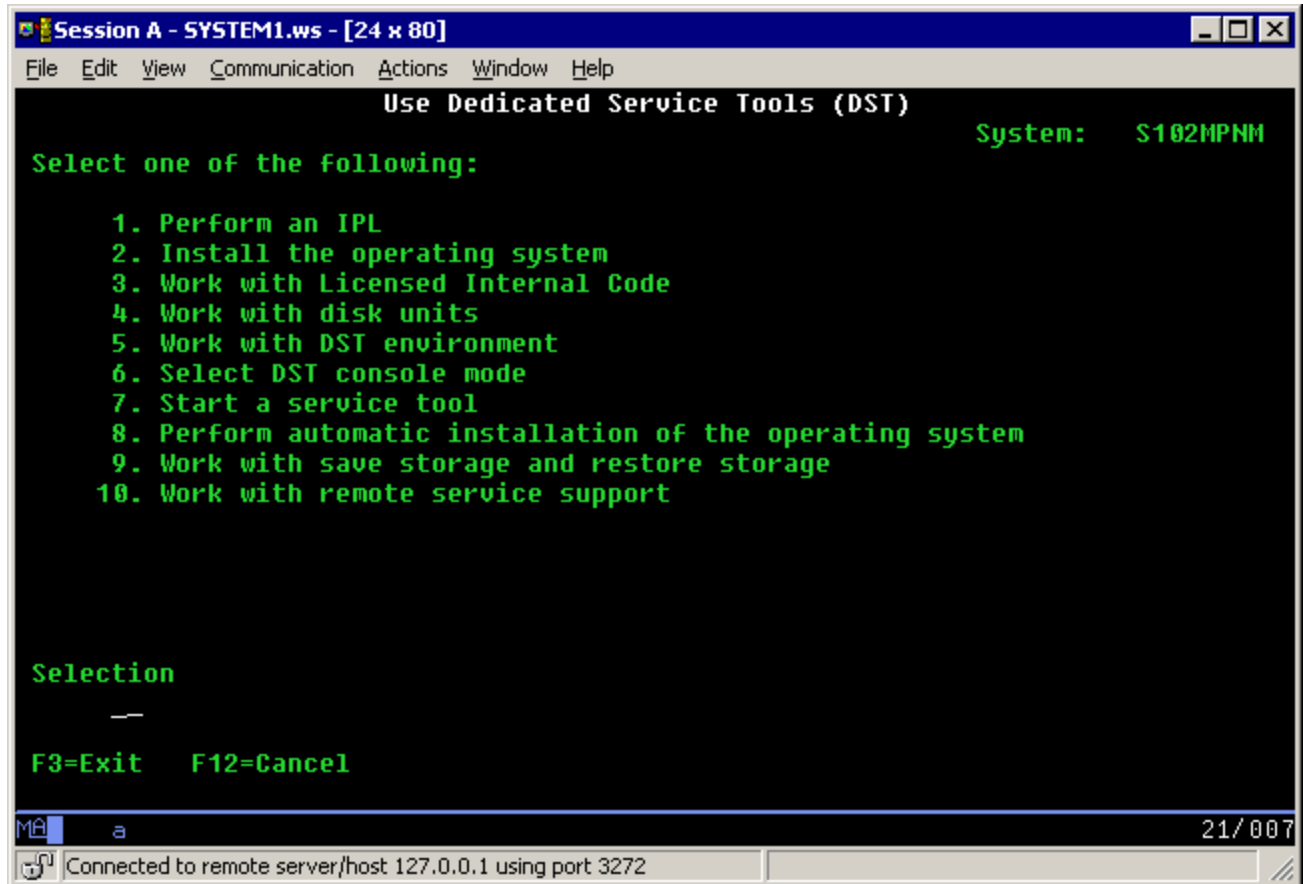 Session A - SYSTEM1.ws - [24 x 80]
File Edit View Communication Actions Window Help
Use Dedicated Service Tools (DST)
System: S102MPNM
Select one of the following:
1. Perform an IPL
2. Install the operating system
3. Work with Licensed Internal Code
4. Work with disk units
5. Work with DST environment
6. Select DST console mode
7. Start a service tool
8. Perform automatic installation of the operating system
9. Work with save storage and restore storage
10. Work with remote service support
Selection
F3=Exit F12=Cancel
MA a 21/007
Connected to remote server/host 127.0.0.1 using port 3272